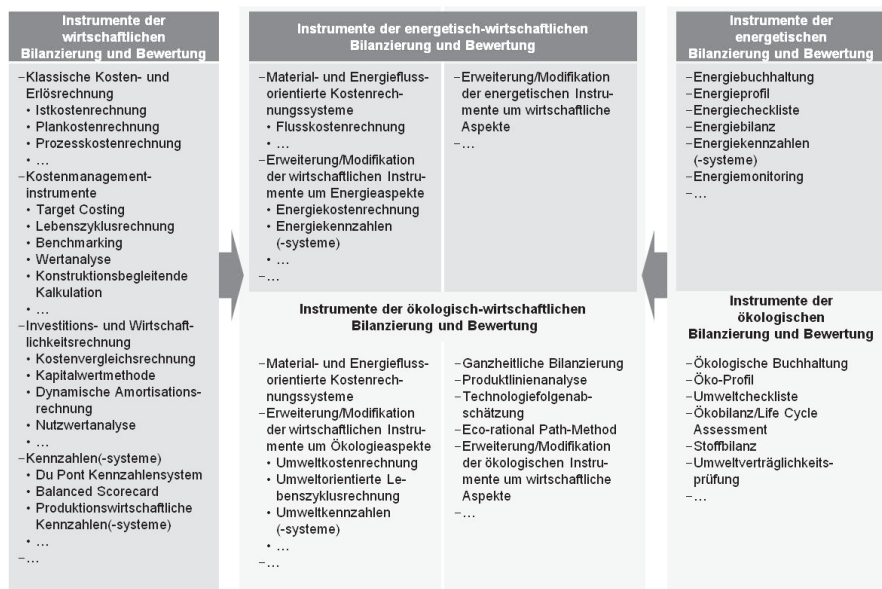 Instrumente der
wirtschaftlichen
Bilanzierung und Bewertung
–Klassische Kosten- und
Erlösrechnung
• Istkostenrechnung
• Plankostenrechnung
• Prozesskostenrechnung
• …
–Kostenmanagement-
instrumente
• Target Costing
• Lebenszyklusrechnung
• Benchmarking
• Wertanalyse
• Konstruktionsbegleitende
Kalkulation
• …
–Investitions- und Wirtschaft-
lichkeitsrechnung
• Kostenvergleichsrechnung
• Kapitalwertmethode
• Dynamische Amortisations-
rechnung
• Nutzwertanalyse
• …
–Kennzahlen(-systeme)
• Du Pont Kennzahlensystem
• Balanced Scorecard
• Produktionswirtschaftliche
Kennzahlen(-systeme)
• …
–…
Instrumente der energetisch-wirtschaftlichen
Bilanzierung und Bewertung
–Material- und Energiefluss-
orientierte Kostenrech-
nungssysteme
• Flusskostenrechnung
• …
–Erweiterung/Modifikation
der wirtschaftlichen Instru-
mente um Energieaspekte
• Energiekostenrechnung
• Energiekennzahlen
(-systeme)
• …
–…
–Erweiterung/Modifikation
der energetischen Instru-
mente um wirtschaftliche
Aspekte
–…
Instrumente der ökologisch-wirtschaftlichen
Bilanzierung und Bewertung
–Material- und Energiefluss-
orientierte Kostenrech-
nungssysteme
–Erweiterung/Modifikation
der wirtschaftlichen Instru-
mente um Ökologieaspekte
• Umweltkostenrechnung
• Umweltorientierte Le-
benszyklusrechnung
• Umweltkennzahlen
(-systeme)
• …
–…
–Ganzheitliche Bilanzierung
–Produktlinienanalyse
–Technologiefolgenab-
schätzung
–Eco-rational Path-Method
–Erweiterung/Modifikation
der ökologischen Instru-
mente um wirtschaftliche
Aspekte
–…
Instrumente der
energetischen
Bilanzierung und Bewertung
–Energiebuchhaltung
–Energieprofil
–Energiecheckliste
–Energiebilanz
–Energiekennzahlen
(-systeme)
–Energiemonitoring
–…
Instrumente der
ökologischen
Bilanzierung und Bewertung
–Ökologische Buchhaltung
–Öko-Profil
–Umweltcheckliste
–Ökobilanz/Life Cycle
Assessment
–Stoffbilanz
–Umweltverträglichkeits-
prüfung
–…